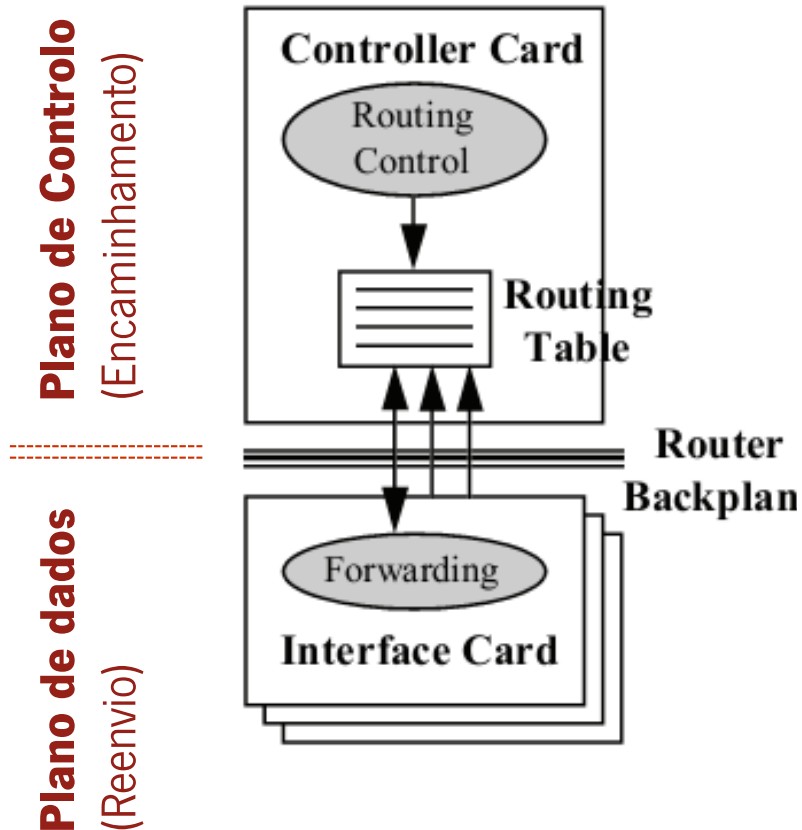 Plano de Controlo
(Encaminhamento)
Controller Card
Routing
Control
Routing
Table
Router
Backplan
Plano de dados
(Reenvio)
Forwarding
Interface Card